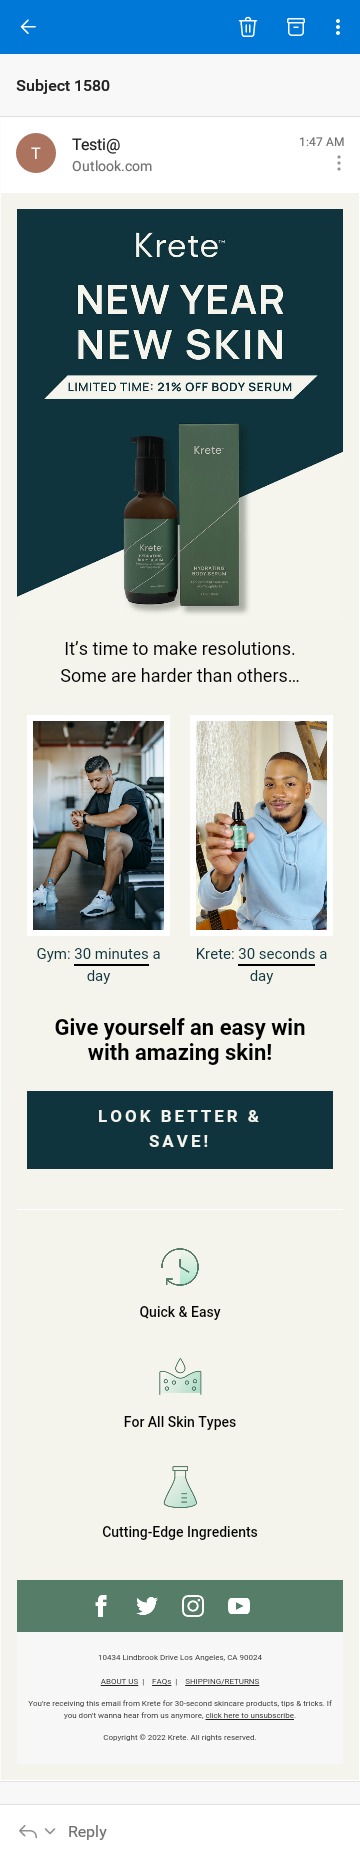 Subject 1580
T
Testi@
1:47 AM
Outlook.com
Krete™
NEW YEAR
NEW SKIN
LIMITED TIME: 21% OFF BODY SERUM
Krete
Krete
HYDRATING
BODY SERUM
HYDRATING
BODY SERUM
It's time to make resolutions.
Some are harder than others...
Gym: 30 minutes a
day
Krete: 30 seconds a
day
Give yourself an easy win
with amazing skin!
LOOK BETTER &
SAVE!
Quick & Easy
For All Skin Types
Cutting-Edge Ingredients
10434 Lindbrook Drive Los Angeles, CA 90024
ABOUT US | FAQs | SHIPPING/RETURNS
You're receiving this email from Krete for 30-second skincare products, tips & tricks. If
you don't wanna hear from us anymore, click here to unsubscribe.
Copyright © 2022 Krete. All rights reserved.
Reply